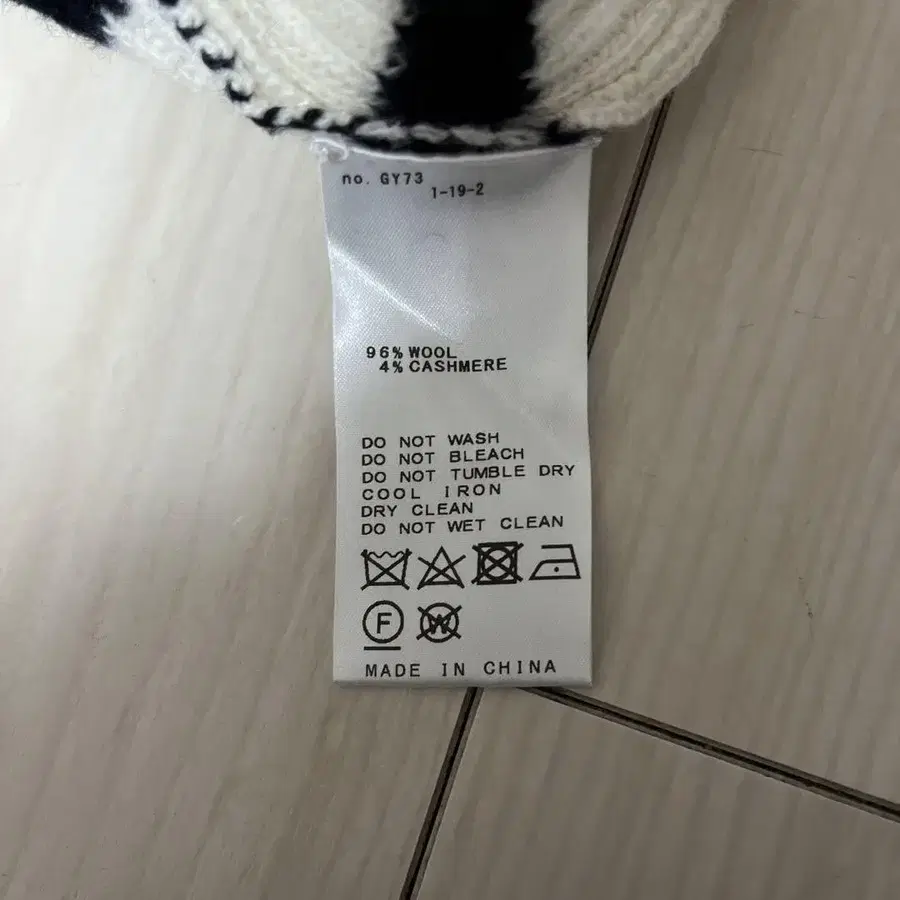 no. GY73
1-19-2
96% WOOL
4% CASHMERE
DO NOT WASH
DO NOT BLEACH
DO NOT TUMBLE DRY
COOL IRON
DRY CLEAN
DO NOT WET CLEAN
F W
MADE IN CHINA